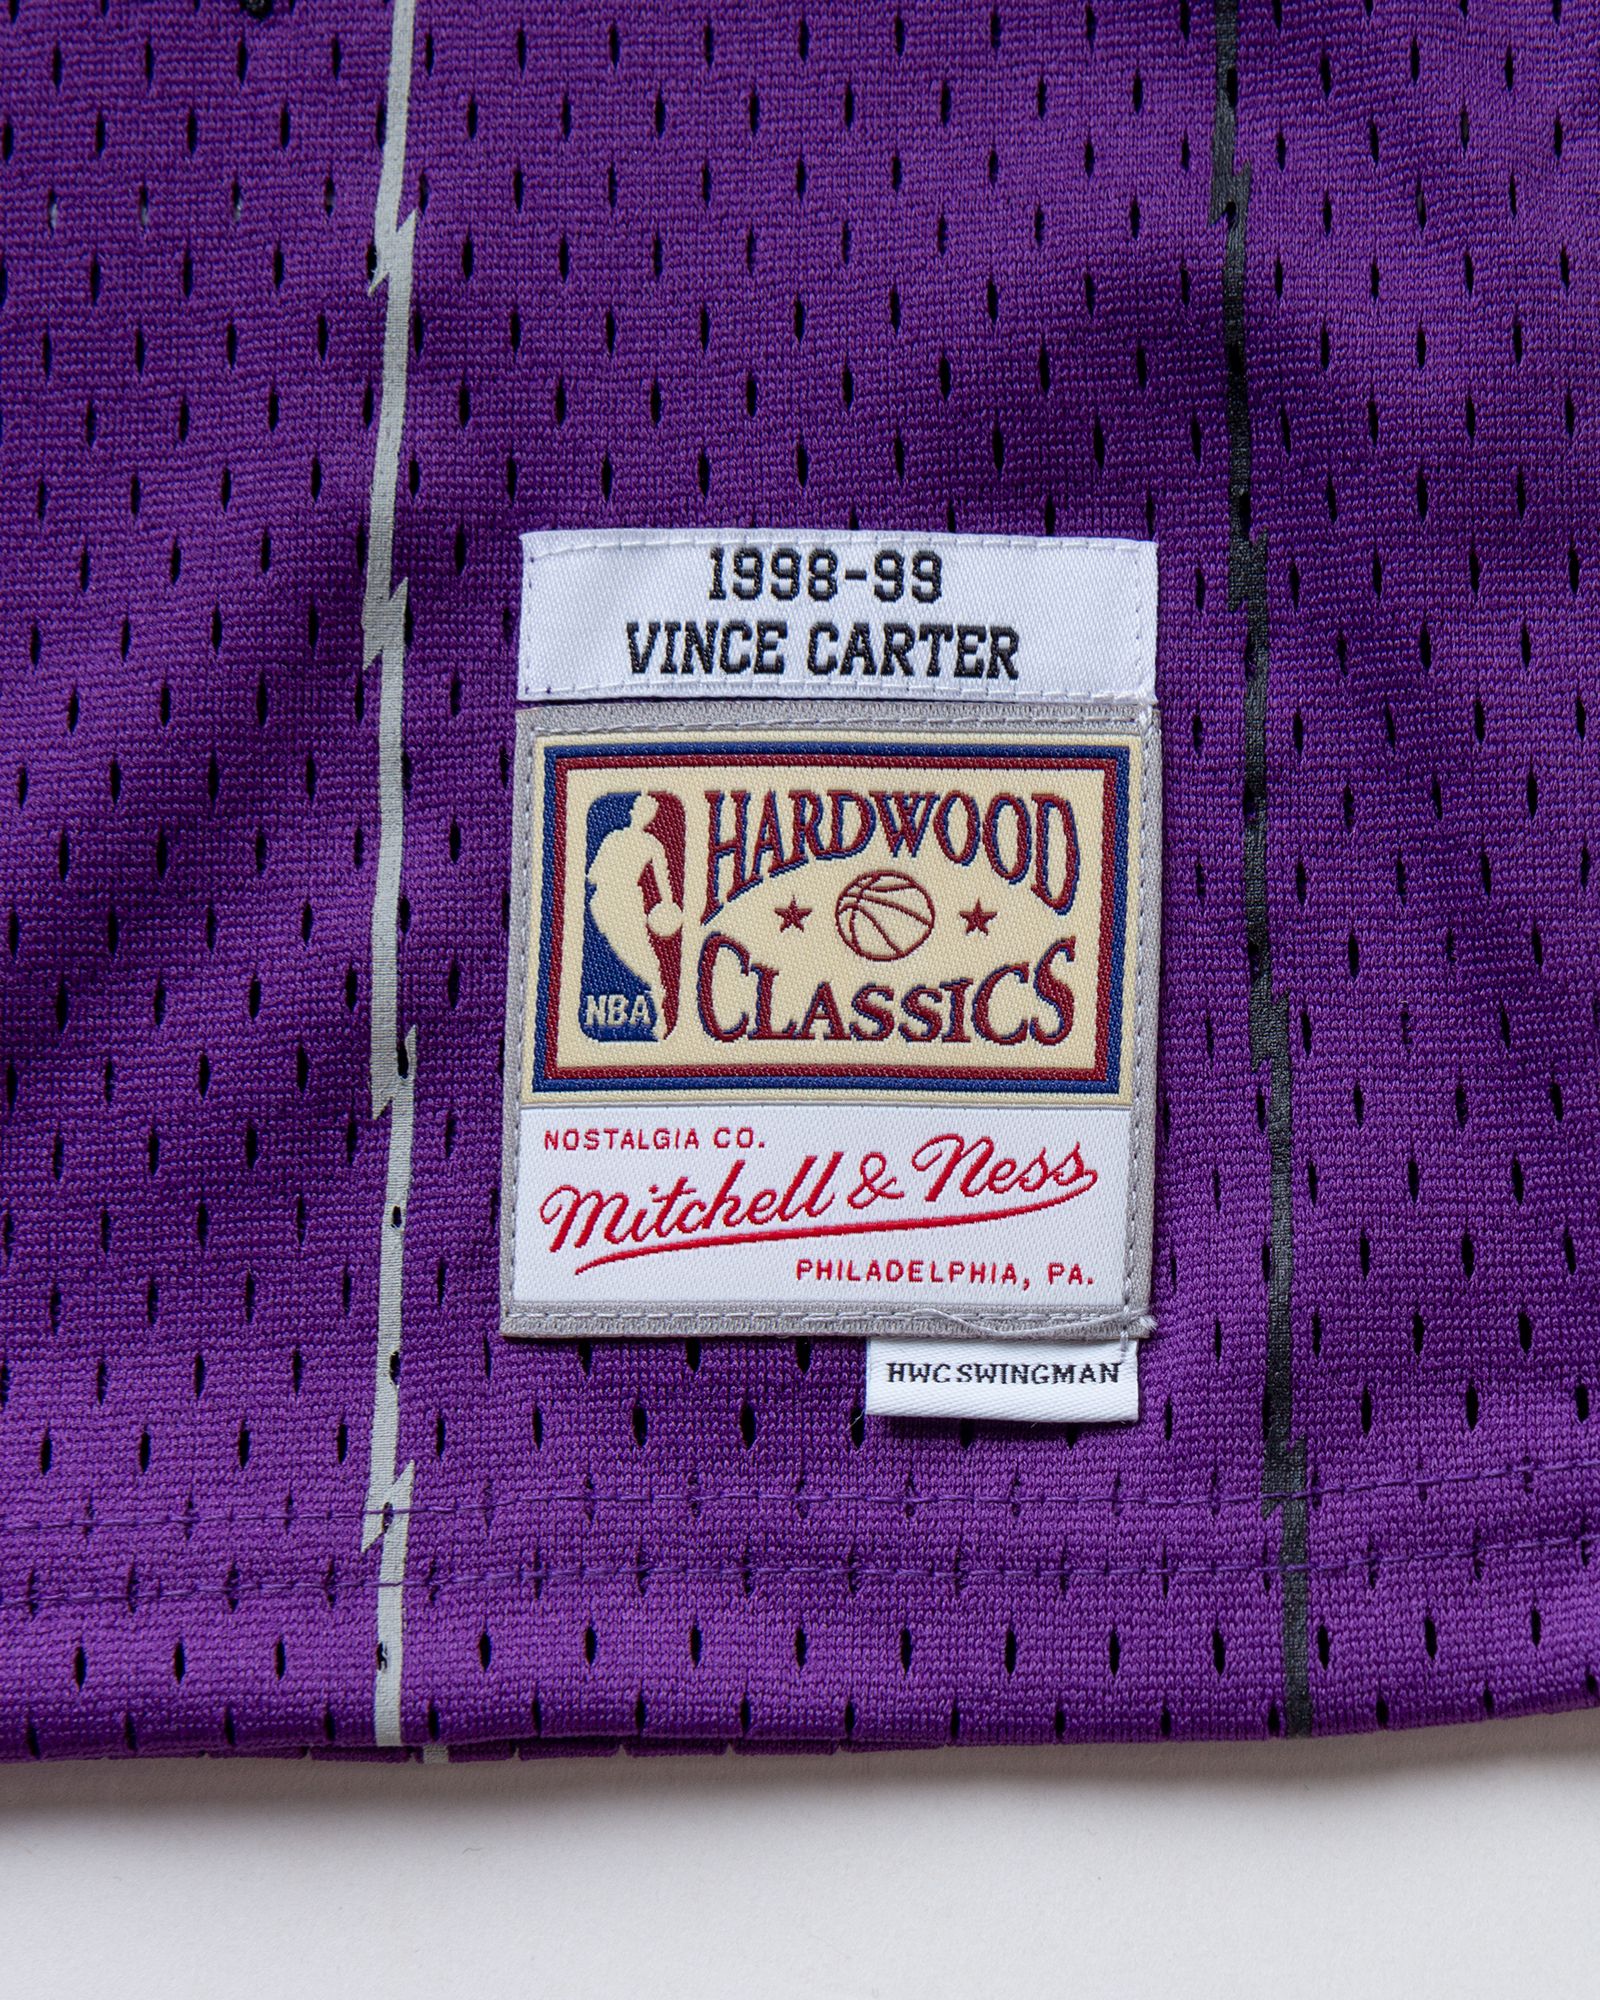 1998-99
VINCE CARTER
HARDWOOD
CLASSICS
NBA
NOSTALGIA CO.
Mitchell & Ness
PHILADELPHIA, PA.
HWC SWINGMAN